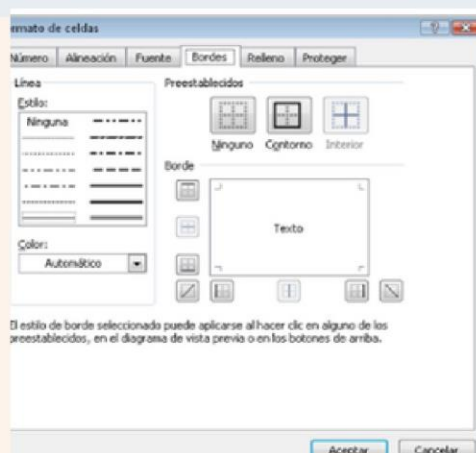 ermato de celdas
Número Alineación Fuente Bordes Relleno Proteger
Línea
Estilo:
Ninguna
Color:
Automático
Preestablecidos
Ninguno Contorno Interior
Borde
Texto
El estilo de borde seleccionado puede aplicarse al hacer clic en alguno de los
preestablecidos, en el diagrama de vista previa o en los botones de arriba.
Aceptar Cancelar